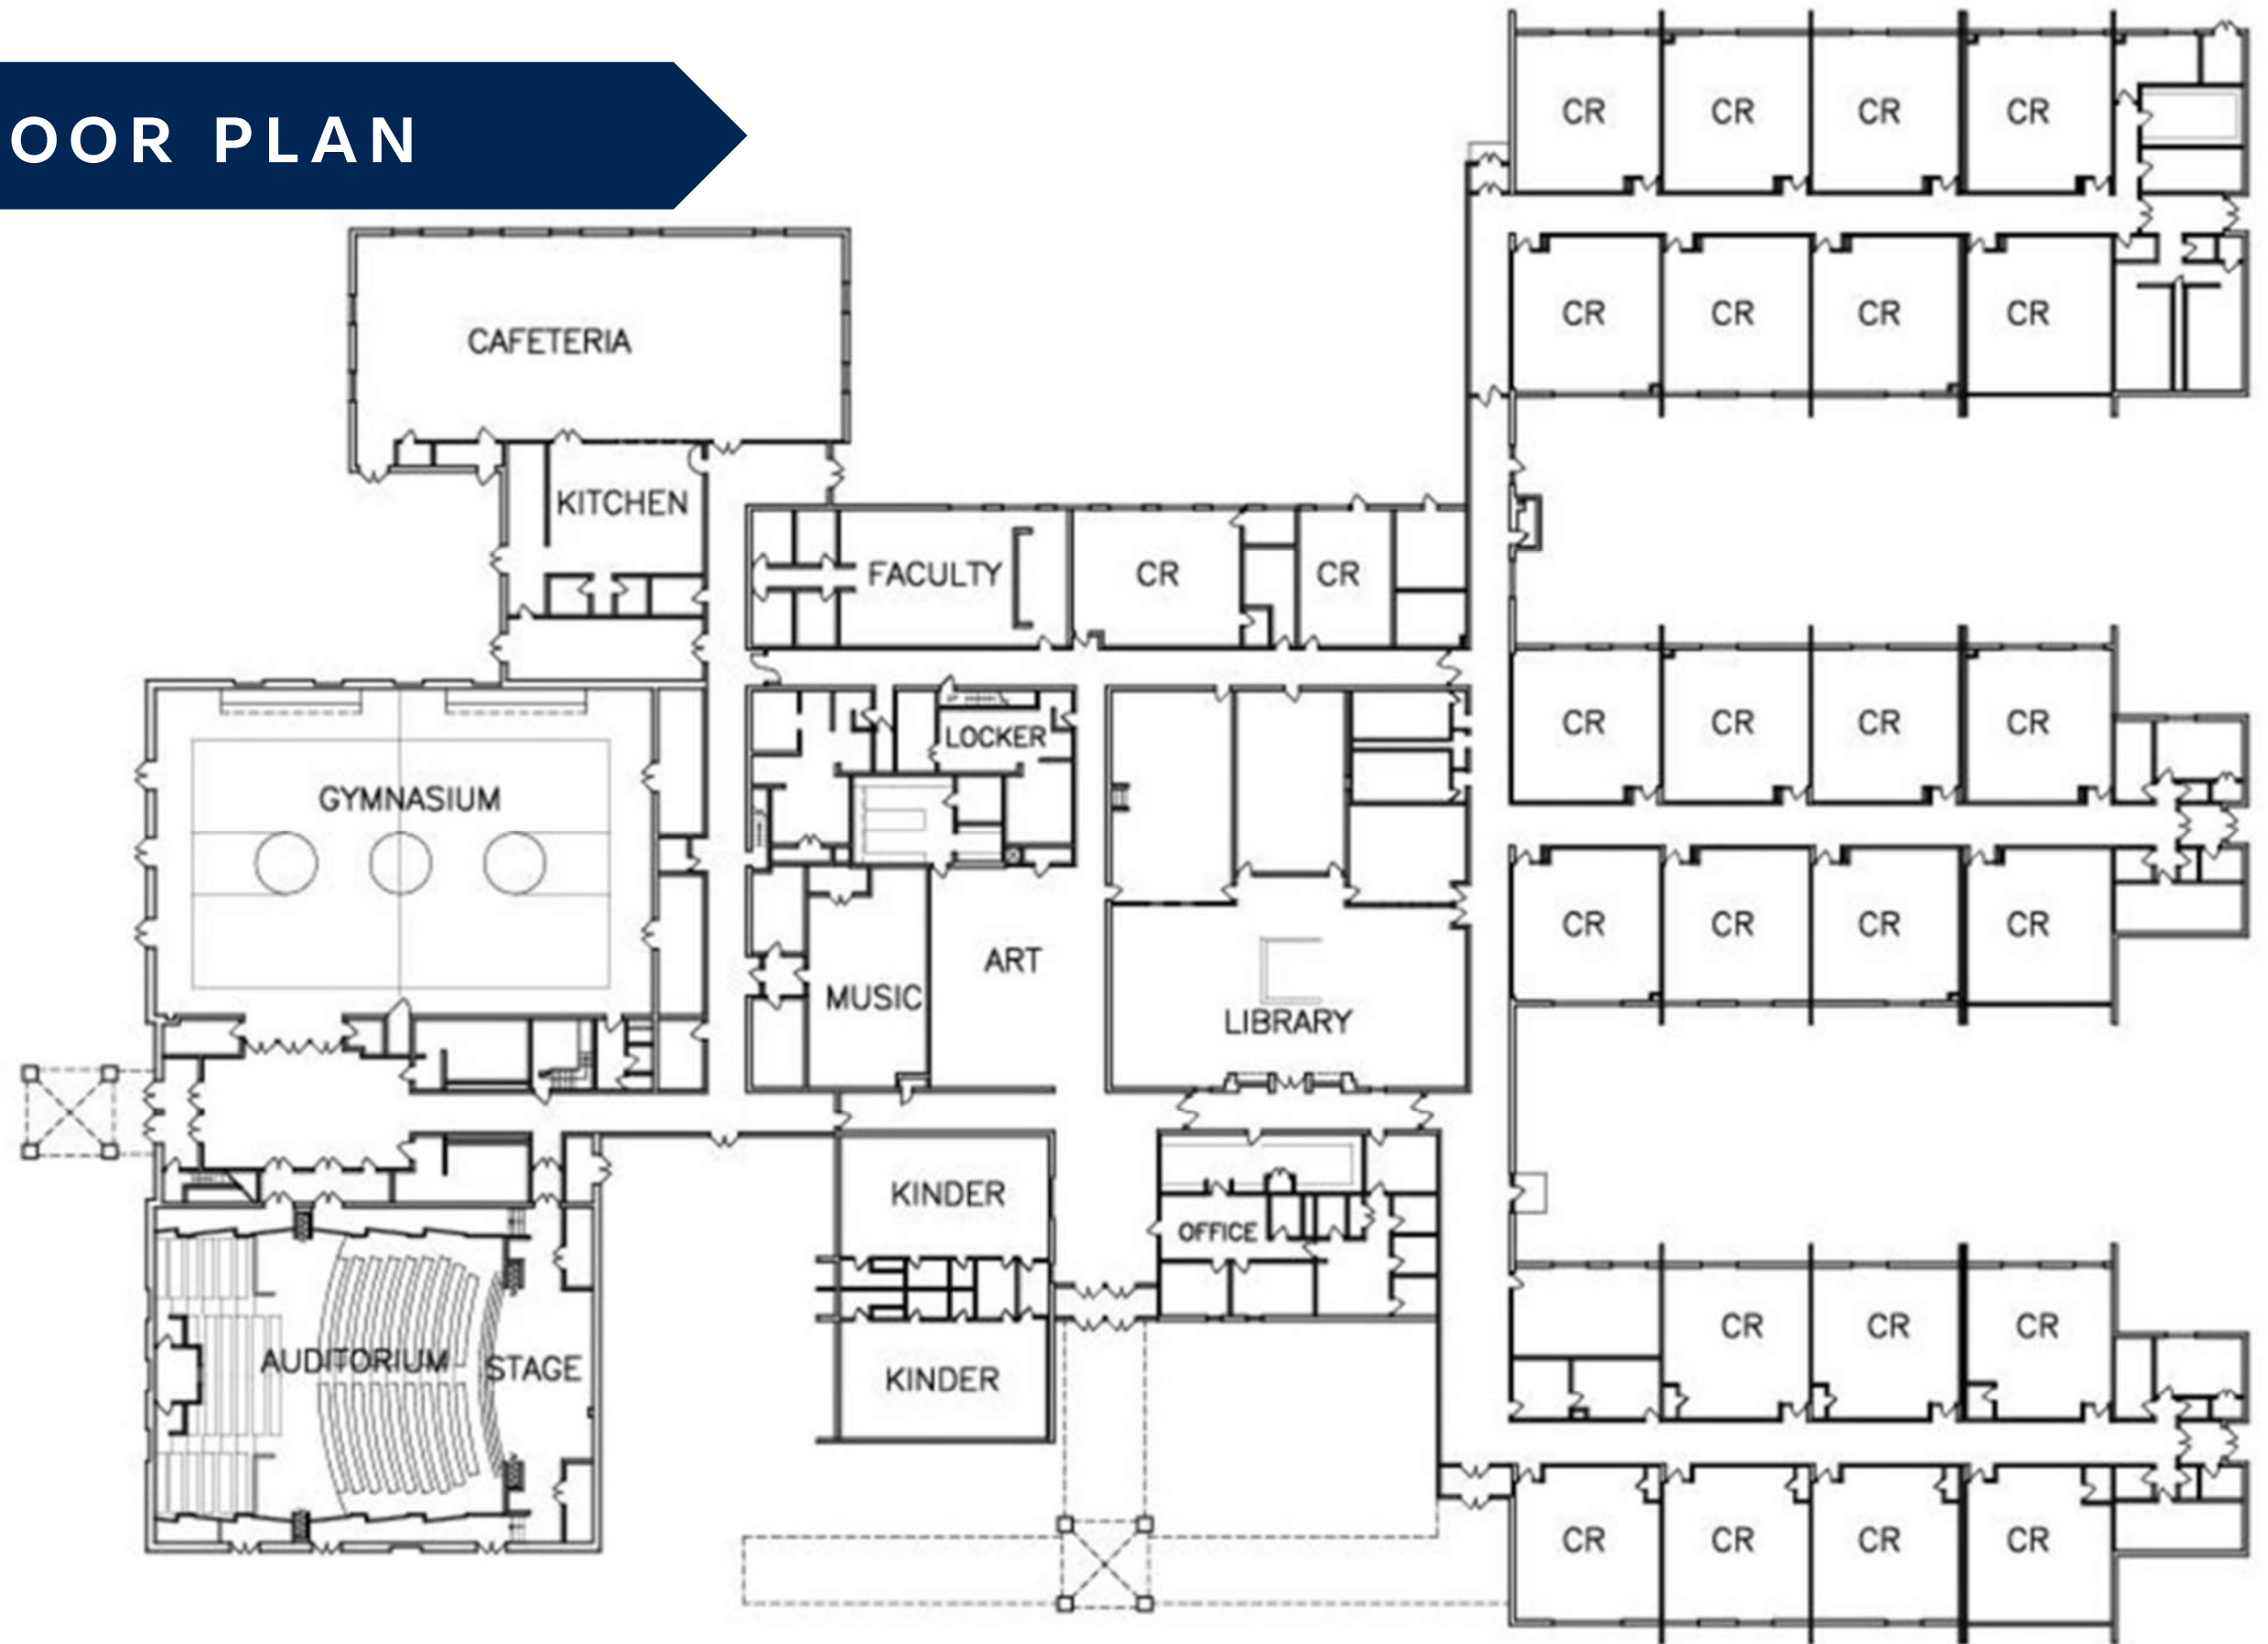 OOR PLAN
CR CR CR CR
CR CR CR CR
CAFETERIA
KITCHEN
FACULTY CR CR
LOCKER
CR CR CR CR
GYMNASIUM
CR CR CR CR
ART
MUSIC
LIBRARY
KINDER
OFFICE
CR CR CR
AUDITORIUM STAGE
KINDER
CR CR CR CR